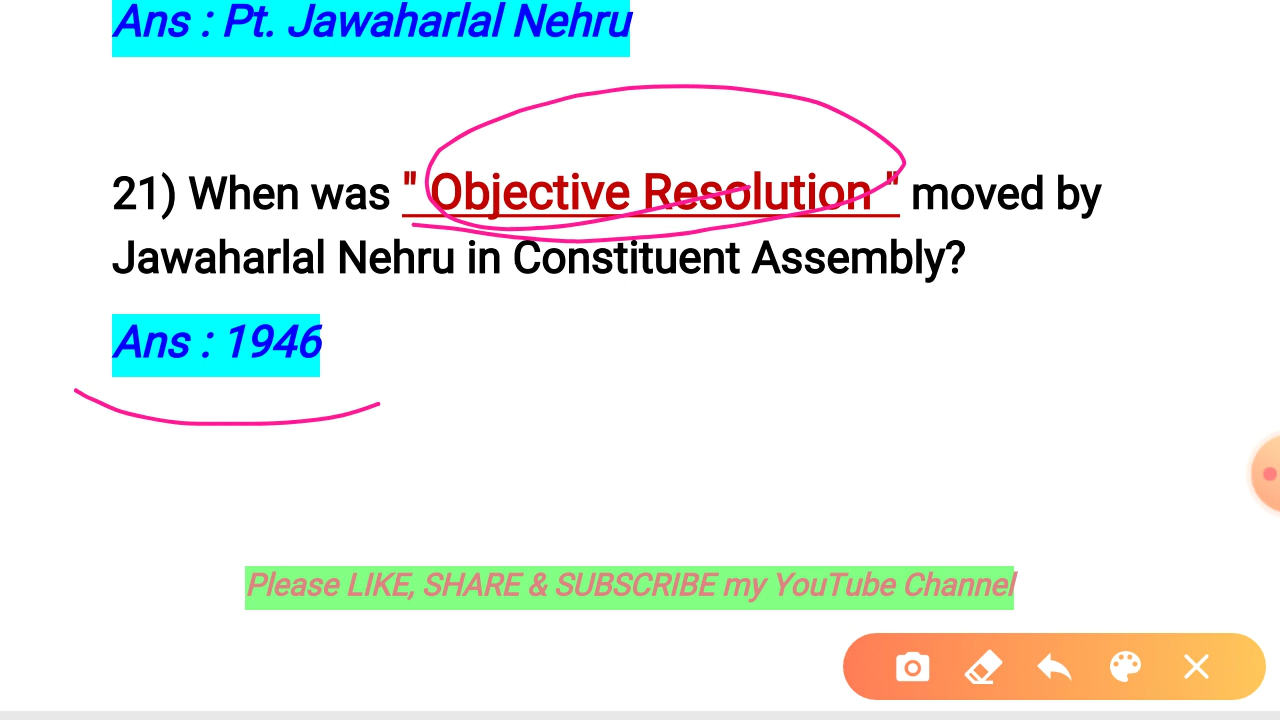 Ans : Pt. Jawaharlal Nehru
21) When was " Objective Resolution " moved by
Jawaharlal Nehru in Constituent Assembly?
Ans : 1946
Please LIKE, SHARE & SUBSCRIBE my YouTube Channel